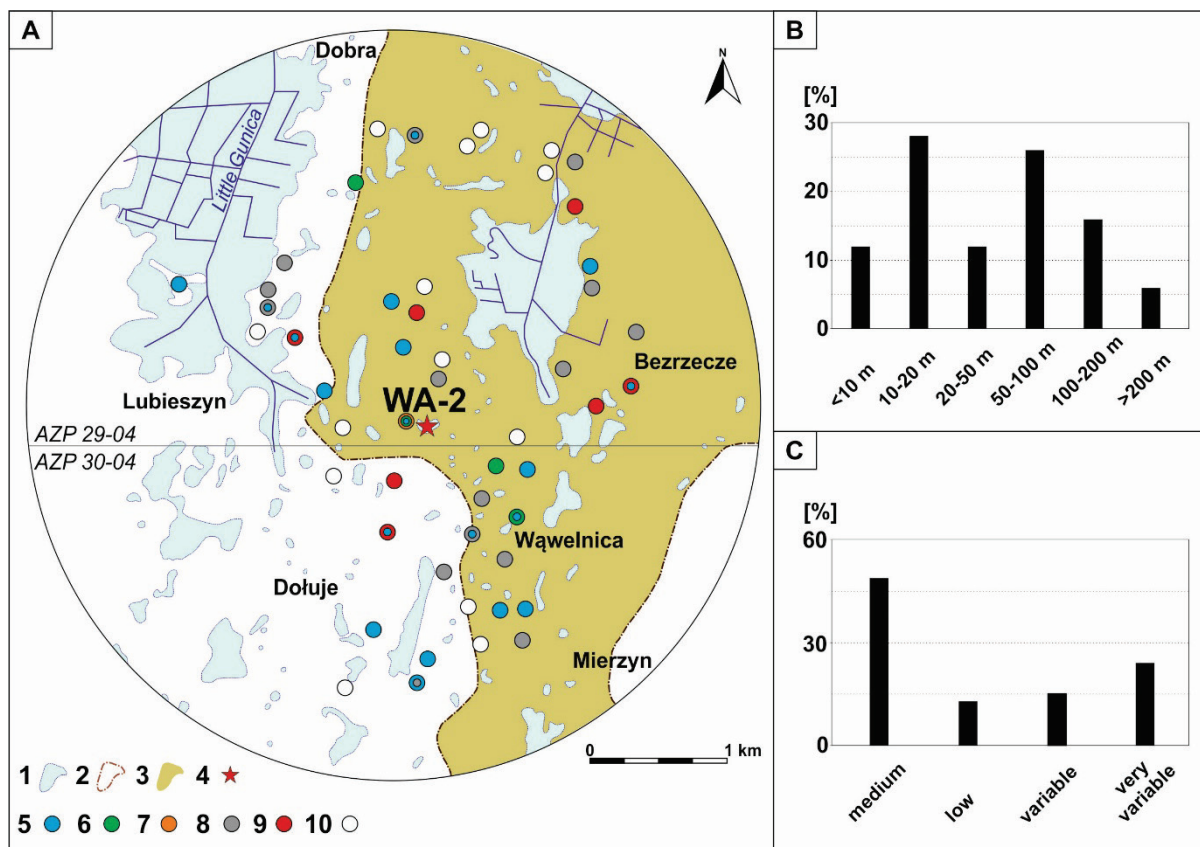 A
Dobra
N
Little Gunica
Bezrzecze
Lubieszyn
WA-2
AZP 29-04
AZP 30-04
Wąwelnica
Dołuje
Mierzyn
0 1 km
1 2 3 4
5 6 7 8 9 10
B
[%]
30
20
10
0
<10 m 10-20 m 20-50 m 50-100 m 100-200 m >200 m
C
[%]
60
30
0
medium low variable very variable